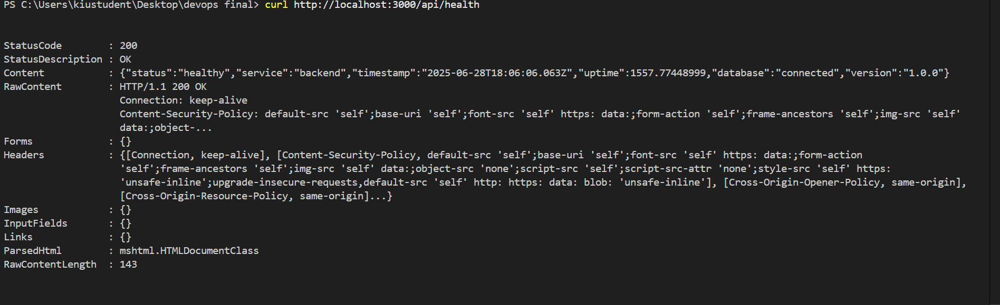 PS C:\Users\kiustudent\Desktop\devops final> curl http://localhost:3000/api/health
StatusCode        : 200
StatusDescription : OK
Content           : {"status":"healthy","service":"backend","timestamp":"2025-06-28T18:06:06.063Z","uptime":1557.77448999,"database":"connected","version":"1.0.0"}
RawContent        : HTTP/1.1 200 OK
                    Connection: keep-alive
                    Content-Security-Policy: default-src 'self';base-uri 'self';font-src 'self' https: data:;form-action 'self';frame-ancestors 'self';img-src 'self'
                    data:;object-...
Forms             : {}
Headers           : {[Connection, keep-alive], [Content-Security-Policy, default-src 'self';base-uri 'self';font-src 'self' https: data:;form-action
                    'self';frame-ancestors 'self';img-src 'self' data:;object-src 'none';script-src 'self';script-src-attr 'none';style-src 'self' https:
                    'unsafe-inline';upgrade-insecure-requests,default-src 'self' http: https: data: blob: 'unsafe-inline'], [Cross-Origin-Opener-Policy, same-origin],
                    [Cross-Origin-Resource-Policy, same-origin]...}
Images            : {}
InputFields       : {}
Links             : {}
ParsedHtml        : mshtml.HTMLDocumentClass
RawContentLength  : 143